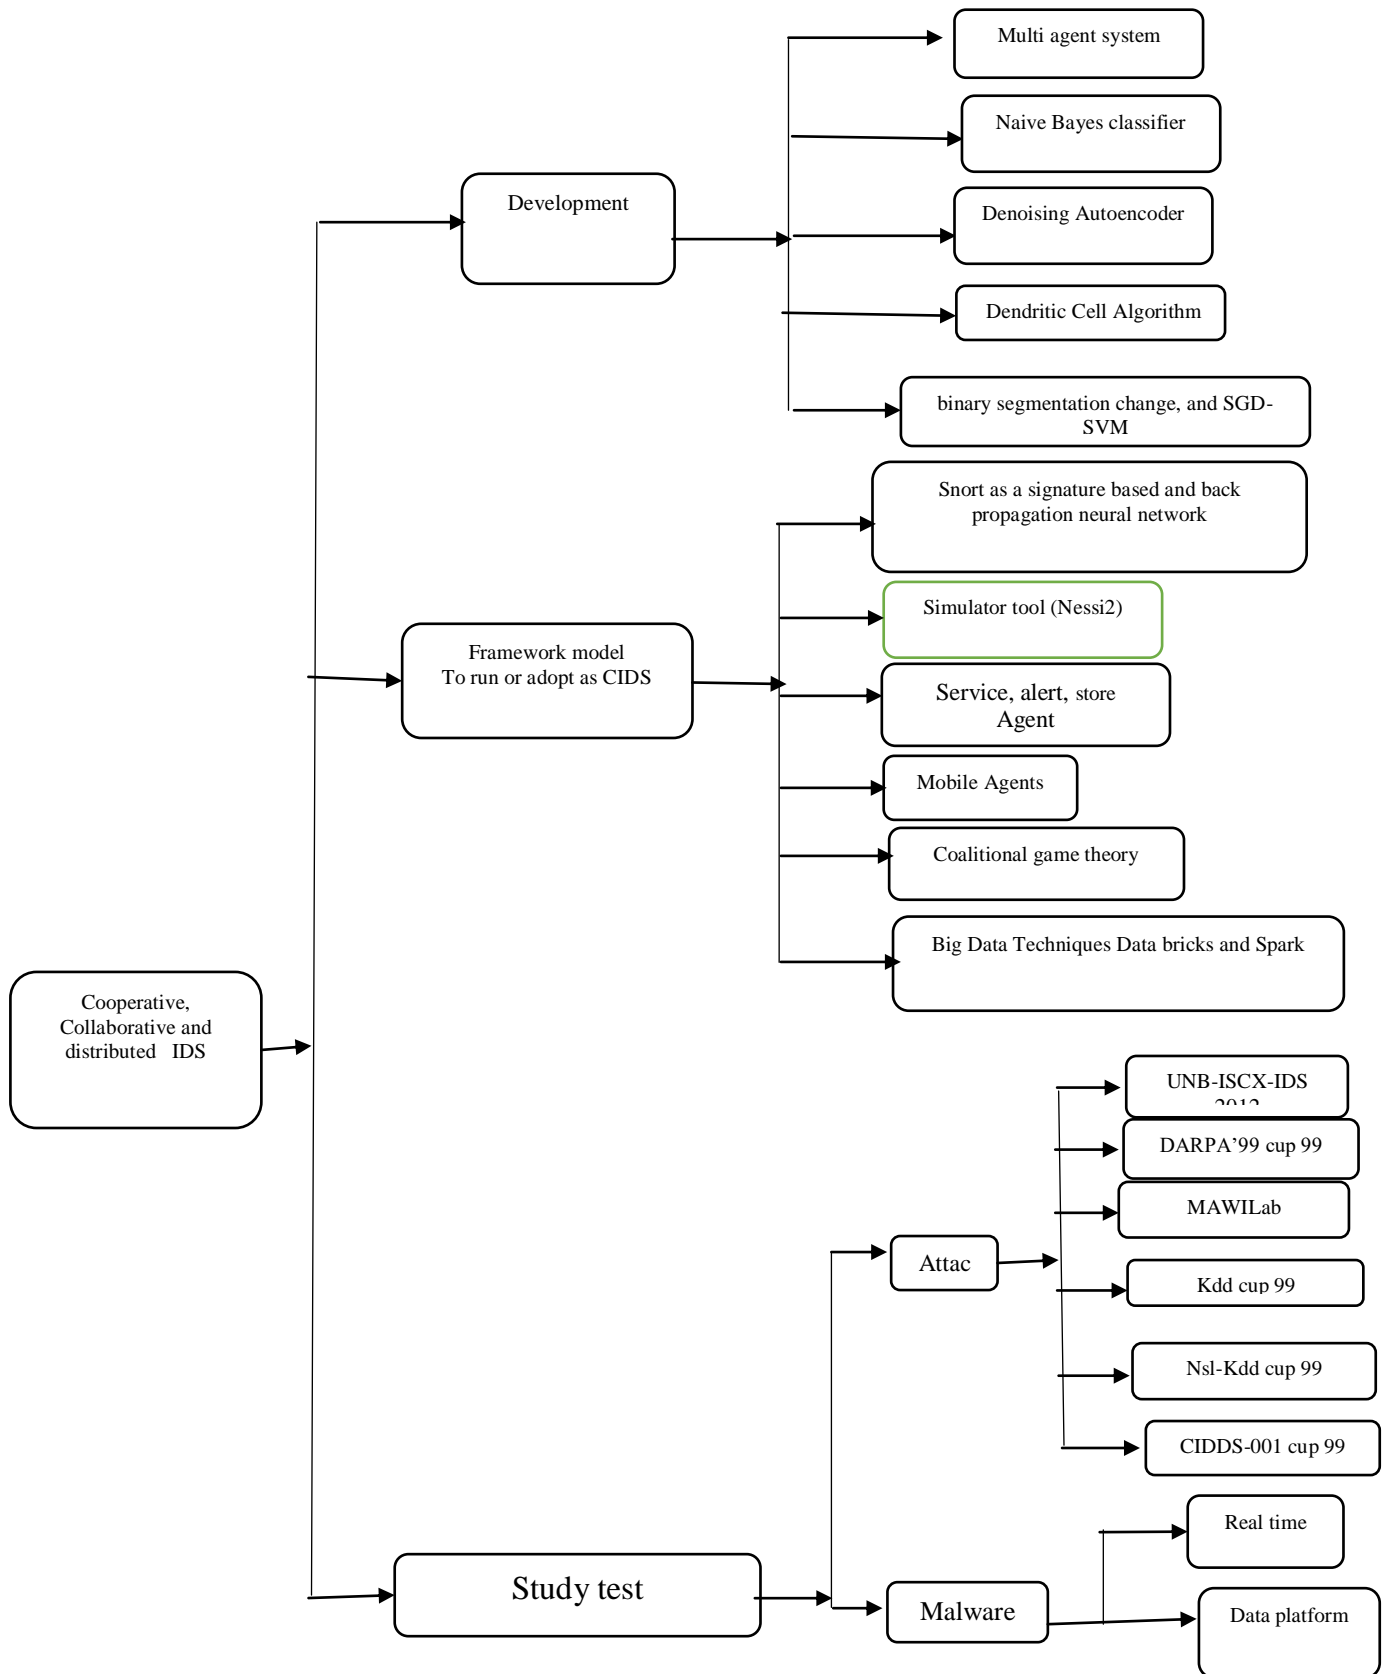 Multi agent system
Naive Bayes classifier
Development
Denoising Autoencoder
Dendritic Cell Algorithm
binary segmentation change, and SGD-
SVM
Snort as a signature based and back
propagation neural network
Simulator tool (Nessi2)
Framework model
To run or adopt as CIDS
Service, alert, store
Agent
Mobile Agents
Coalitional game theory
Big Data Techniques Data bricks and Spark
Cooperative,
Collaborative and
distributed IDS
UNB-ISCX-IDS
2012
DARPA’99 cup 99
MAWILab
Attac
Kdd cup 99
Nsl-Kdd cup 99
CIDDS-001 cup 99
Real time
Study test
Malware
Data platform